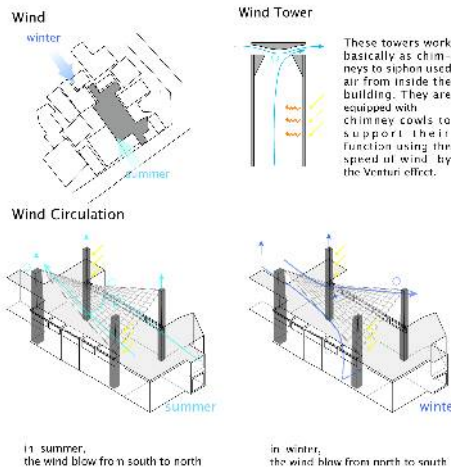 Wind
winter
summer
Wind Tower
These towers work
basically as chim-
neys to siphon used
air from inside the
building. They are
equipped with
chimney cowls to
support their
function using the
speed of wind by
the Venturi effect.
Wind Circulation
summer
winter
in summer,
the wind blow from south to north
in winter,
the wind blow from north to south